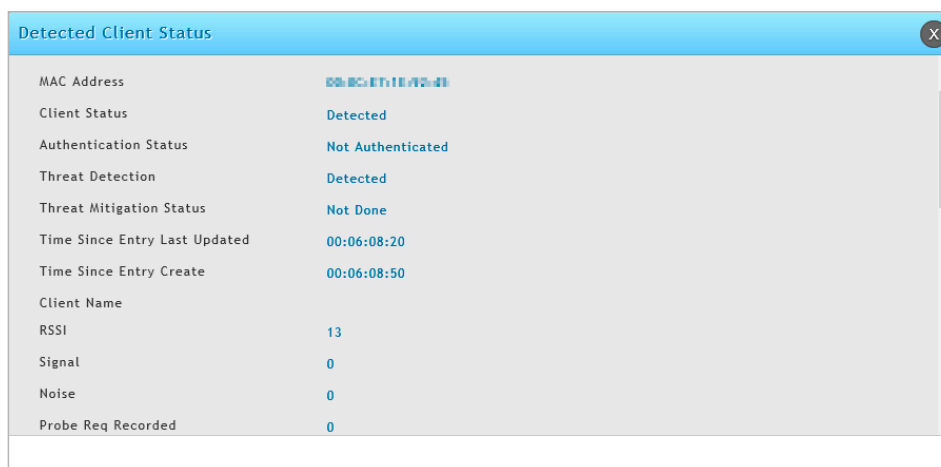 Detected Client Status
X
MAC Address
Client Status Detected
Authentication Status Not Authenticated
Threat Detection Detected
Threat Mitigation Status Not Done
Time Since Entry Last Updated 00:06:08:20
Time Since Entry Create 00:06:08:50
Client Name
RSSI 13
Signal 0
Noise 0
Probe Req Recorded 0